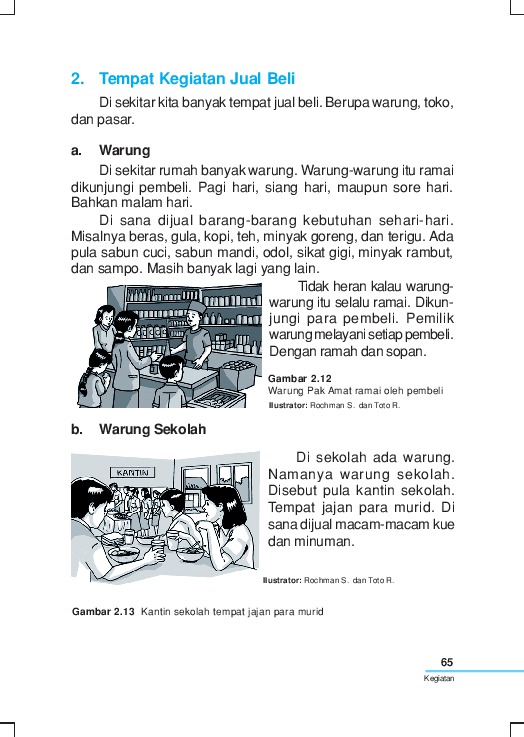 2. Tempat Kegiatan Jual Beli
Di sekitar kita banyak tempat jual beli. Berupa warung, toko,
dan pasar.
a. Warung
Di sekitar rumah banyak warung. Warung-warung itu ramai
dikunjungi pembeli. Pagi hari, siang hari, maupun sore hari.
Bahkan malam hari.
Di sana dijual barang-barang kebutuhan sehari-hari.
Misalnya beras, gula, kopi, teh, minyak goreng, dan terigu. Ada
pula sabun cuci, sabun mandi, odol, sikat gigi, minyak rambut,
dan sampo. Masih banyak lagi yang lain.
Tidak heran kalau warung-
warung itu selalu ramai. Dikun-
jungi para pembeli. Pemilik
warung melayani setiap pembeli.
Dengan ramah dan sopan.
Gambar 2.12
Warung Pak Amat ramai oleh pembeli
Ilustrator: Rochman S. dan Toto R.
b. Warung Sekolah
KANTIN
Di sekolah ada warung.
Namanya warung sekolah.
Disebut pula kantin sekolah.
Tempat jajan para murid. Di
sana dijual macam-macam kue
dan minuman.
Ilustrator: Rochman S. dan Toto R.
Gambar 2.13 Kantin sekolah tempat jajan para murid
65
Kegiatan